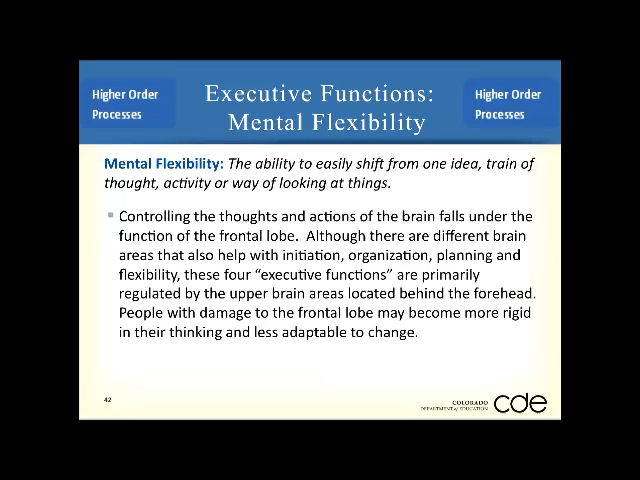 Higher Order
Processes
Executive Functions:
Mental Flexibility
Higher Order
Processes
Mental Flexibility: The ability to easily shift from one idea, train of
thought, activity or way of looking at things.
Controlling the thoughts and actions of the brain falls under the
function of the frontal lobe.  Although there are different brain
areas that also help with initiation, organization, planning and
flexibility, these four “executive functions” are primarily
regulated by the upper brain areas located behind the forehead.
People with damage to the frontal lobe may become more rigid
in their thinking and less adaptable to change.
42
COLORADO
DEPARTMENT of EDUCATION
cde